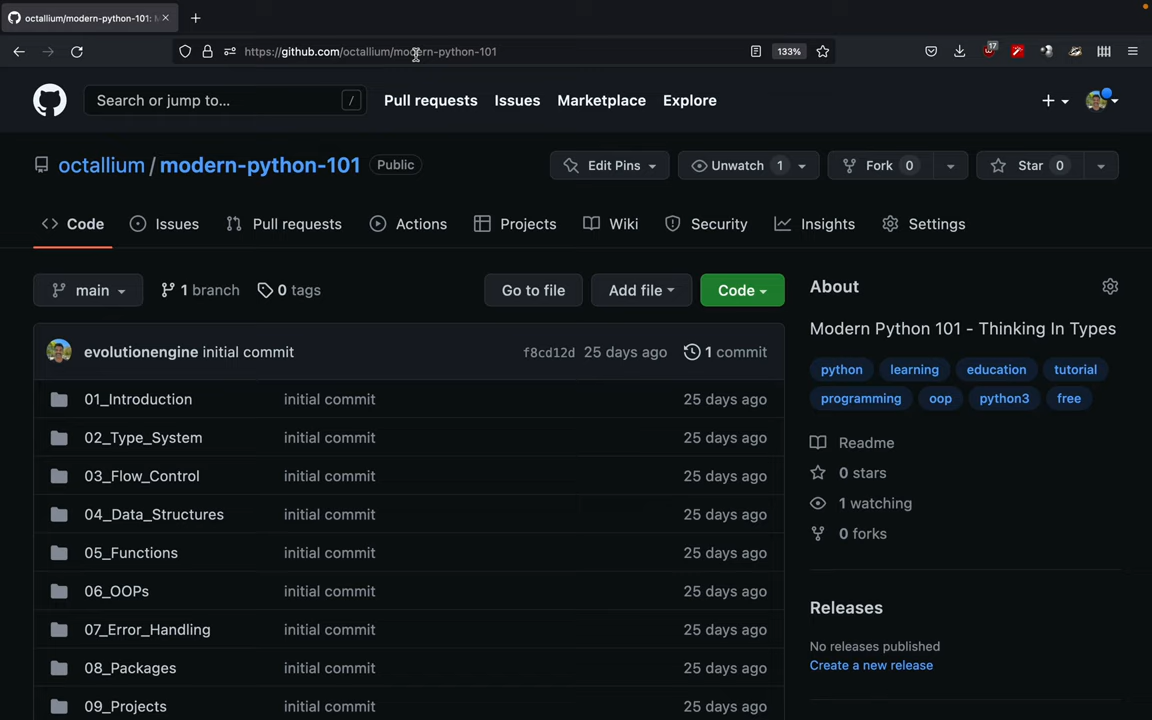 octallium/modern-python-101: M
https://github.com/octallium/modern-python-101
133%
17
Search or jump to...
/
Pull requests
Issues
Marketplace
Explore
octallium / modern-python-101
Public
Edit Pins
Unwatch 1
Fork 0
Star 0
Code
Issues
Pull requests
Actions
Projects
Wiki
Security
Insights
Settings
main
1 branch
0 tags
Go to file
Add file
Code
evolutionengine initial commit
f8cd12d 25 days ago
1 commit
01_Introduction initial commit 25 days ago
02_Type_System initial commit 25 days ago
03_Flow_Control initial commit 25 days ago
04_Data_Structures initial commit 25 days ago
05_Functions initial commit 25 days ago
06_OOPs initial commit 25 days ago
07_Error_Handling initial commit 25 days ago
08_Packages initial commit 25 days ago
09_Projects initial commit 25 days ago
About
Modern Python 101 - Thinking In Types
python learning education tutorial
programming oop python3 free
Readme
0 stars
1 watching
0 forks
Releases
No releases published
Create a new release